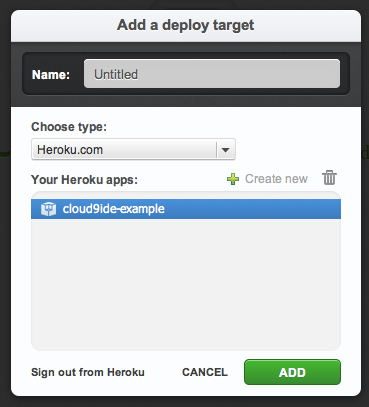 Add a deploy target
Name: Untitled
Choose type:
Heroku.com
Your Heroku apps: Create new
cloud9ide-example
Sign out from Heroku CANCEL ADD